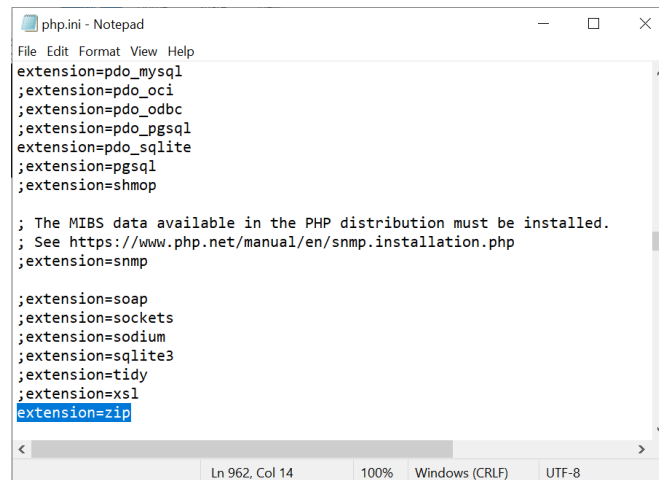 php.ini - Notepad
File Edit Format View Help
extension=pdo_mysql
;extension=pdo_oci
;extension=pdo_odbc
;extension=pdo_pgsql
extension=pdo_sqlite
;extension=pgsql
;extension=shmop
; The MIBS data available in the PHP distribution must be installed.
; See https://www.php.net/manual/en/snmp.installation.php
;extension=snmp
;extension=soap
;extension=sockets
;extension=sodium
;extension=sqlite3
;extension=tidy
;extension=xsl
extension=zip
Ln 962, Col 14 100% Windows (CRLF) UTF-8